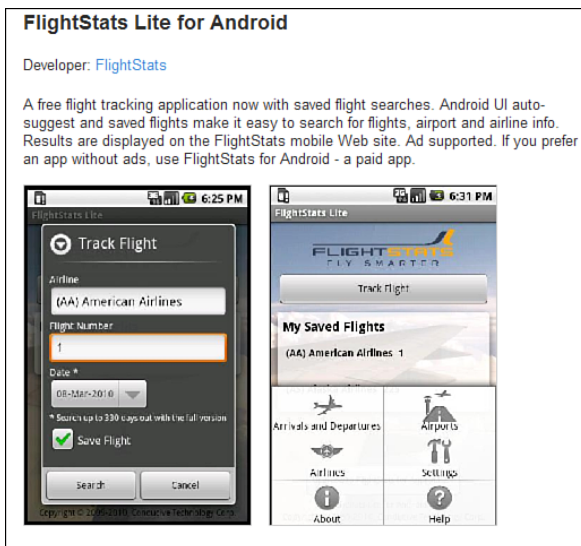 FlightStats Lite for Android
Developer: FlightStats
A free flight tracking application now with saved flight searches. Android UI auto-
suggest and saved flights make it easy to search for flights, airport and airline info.
Results are displayed on the FlightStats mobile Web site. Ad supported. If you prefer
an app without ads, use FlightStats for Android - a paid app.
6:25 PM
FlightStats Lite
Track Flight
Airline
(AA) American Airlines
Flight Number
1
Date *
08-Mar-2010
* Search up to 330 days out with the full version
Save Flight
Search Cancel
Copyright © 2009-2010, Conducive Technology Corp.
6:31 PM
FlightStats Lite
FLIGHTSTATS
FLY SMARTER
Track Flight
My Saved Flights
(AA) American Airlines 1
Arrivals and Departures Airports
Airlines Settings
About Help